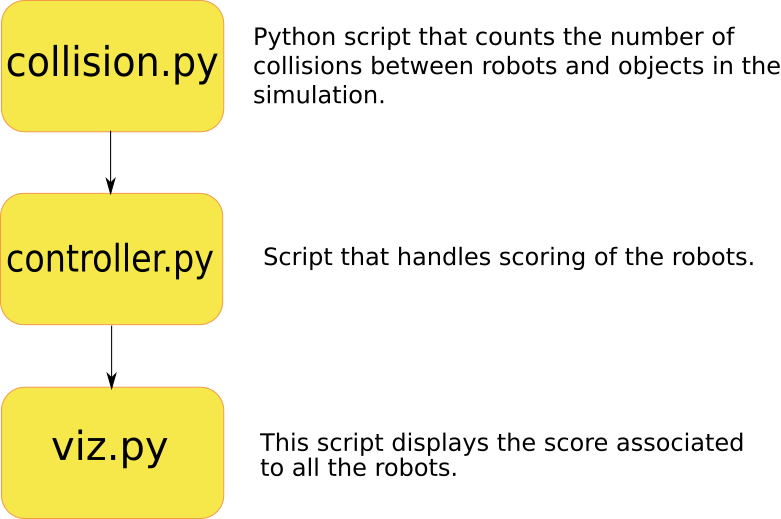 collision.py
Python script that counts the number of
collisions between robots and objects in the
simulation.
controller.py
Script that handles scoring of the robots.
viz.py
This script displays the score associated
to all the robots.